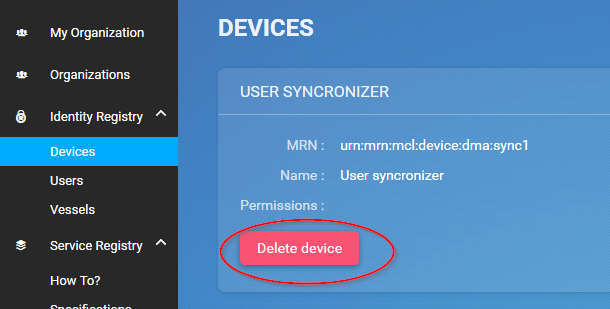 My Organization
Organizations
Identity Registry
Devices
Users
Vessels
Service Registry
How To?
Specifications
DEVICES
USER SYNCRONIZER
MRN : urn:mrn:mcl:device:dma:sync1
Name : User syncronizer
Permissions :
Delete device